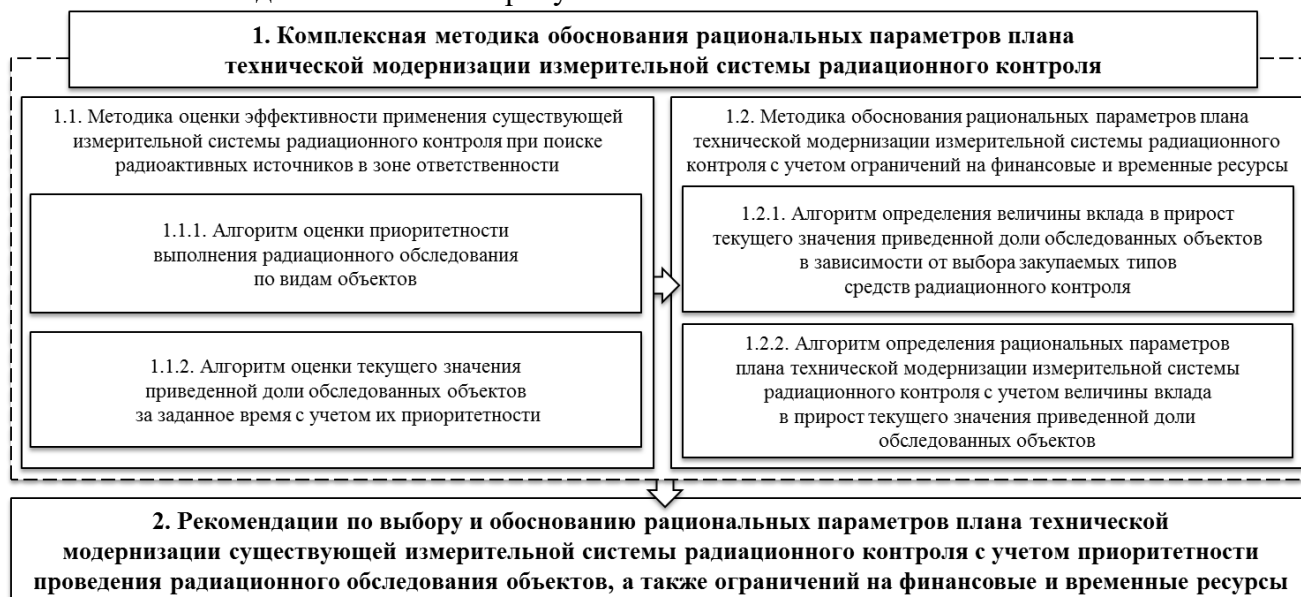 1. Комплексная методика обоснования рациональных параметров плана
технической модернизации измерительной системы радиационного контроля
1.1. Методика оценки эффективности применения существующей
измерительной системы радиационного контроля при поиске
радиоактивных источников в зоне ответственности
1.1.1. Алгоритм оценки приоритетности
выполнения радиационного обследования
по видам объектов
1.1.2. Алгоритм оценки текущего значения
приведенной доли обследованных объектов
за заданное время с учетом их приоритетности
1.2. Методика обоснования рациональных параметров плана
технической модернизации измерительной системы радиационного
контроля с учетом ограничений на финансовые и временные ресурсы
1.2.1. Алгоритм определения величины вклада в прирост
текущего значения приведенной доли обследованных объектов
в зависимости от выбора закупаемых типов
средств радиационного контроля
1.2.2. Алгоритм определения рациональных параметров
плана технической модернизации измерительной системы
радиационного контроля с учетом величины вклада
в прирост текущего значения приведенной доли
обследованных объектов
2. Рекомендации по выбору и обоснованию рациональных параметров плана технической
модернизации существующей измерительной системы радиационного контроля с учетом приоритетности
проведения радиационного обследования объектов, а также ограничений на финансовые и временные ресурсы